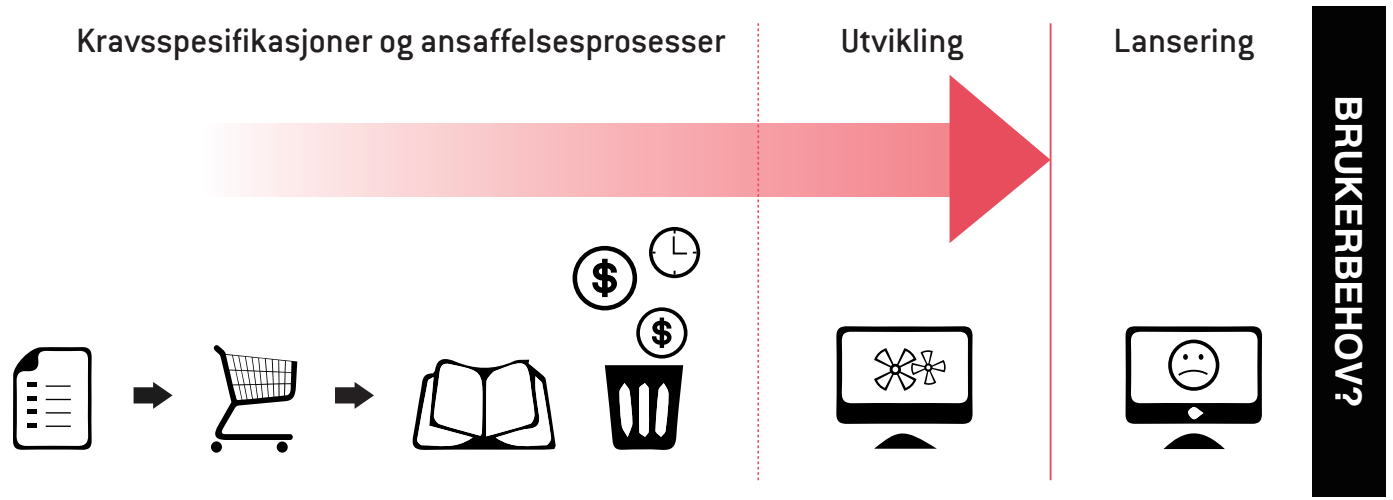 Kravsspesifikasjoner og ansaffelsesprosesser
Utvikling
Lansering
$
$
BRUKERBEHOV?